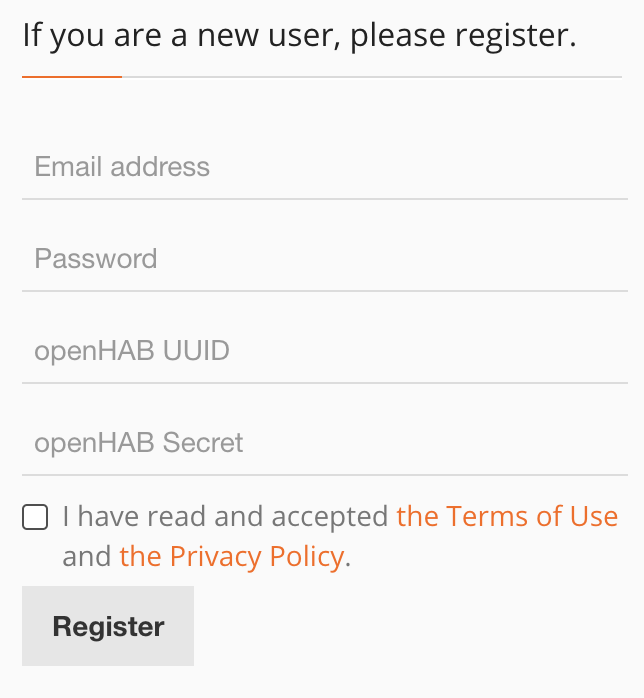 If you are a new user, please register.
Email address
Password
openHAB UUID
openHAB Secret
I have read and accepted the Terms of Use
and the Privacy Policy.
Register